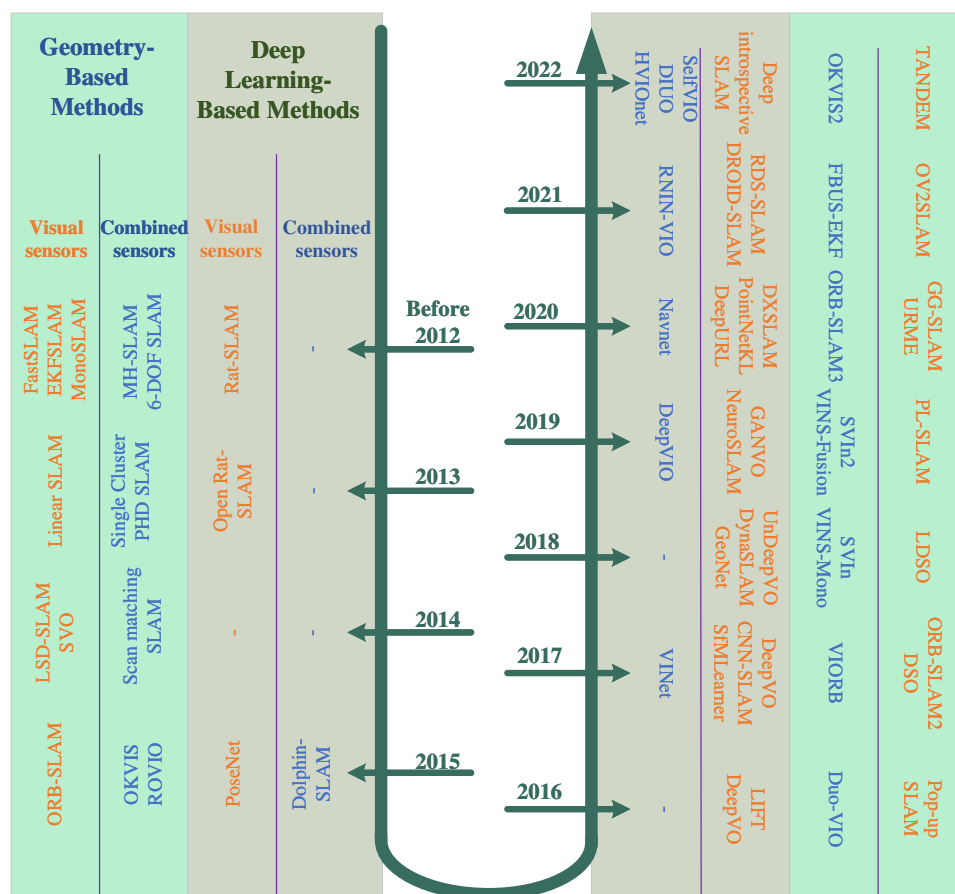 Geometry-
Based
Methods
Deep
Learning-
Based Methods
Visual
sensors
Combined
sensors
Visual
sensors
Combined
sensors
Before
2012
FastSLAM
EKFSLAM
MonoSLAM
MH-SLAM
6-DOF SLAM
Rat-SLAM
-
2013
Linear SLAM
Single Cluster
PHD SLAM
Open Rat-
SLAM
-
2014
LSD-SLAM
SVO
Scan matching
SLAM
-
-
2015
ORB-SLAM
OKVIS
ROVIO
PoseNet
Dolphin-
SLAM
2016
-
LIFT
DeepVO
Duo-VIO
Pop-up
SLAM
2017
VINet
DeepVO
CNN-SLAM
SfMLearner
VIORB
ORB-SLAM2
DSO
2018
-
UnDeepVO
DynaSLAM
GeoNet
SVIn
VINS-Mono
LDSO
2019
DeepVIO
GANVO
NeuroSLAM
SVIn2
VINS-Fusion
PL-SLAM
2020
Navnet
DXSLAM
PointNetKL
DeepURL
ORB-SLAM3
GG-SLAM
URME
2021
RNIN-VIO
RDS-SLAM
DROID-SLAM
FBUS-EKF
OV2SLAM
2022
SelfVIO
DIUO
HVIOnet
Deep
introspective
SLAM
OKVIS2
TANDEM